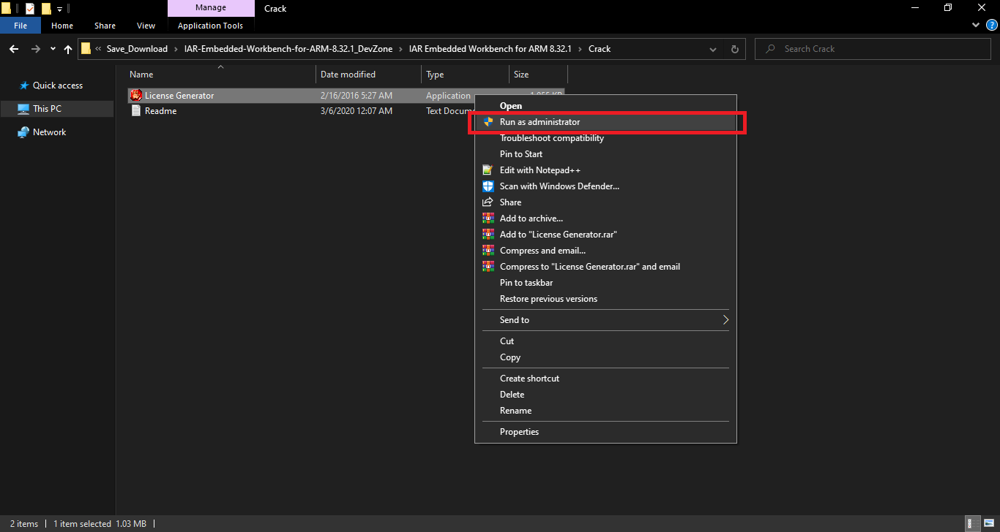 Manage
Crack
File
Home
Share
View
Application Tools
« Save_Download › IAR-Embedded-Workbench-for-ARM-8.32.1_DevZone › IAR Embedded Workbench for ARM 8.32.1 › Crack
Search Crack
Name
Date modified
Type
Size
Quick access
This PC
Network
License Generator
2/16/2016 5:27 AM
Application
Readme
3/6/2020 12:07 AM
Text
Open
Run as administrator
Troubleshoot compatibility
Pin to Start
Edit with Notepad++
Scan with Windows Defender...
Share
Add to archive...
Add to "License Generator.rar"
Compress and email...
Compress to "License Generator.rar" and email
Pin to taskbar
Restore previous versions
Send to
Cut
Copy
Create shortcut
Delete
Rename
Properties
2 items
1 item selected 1.03 MB